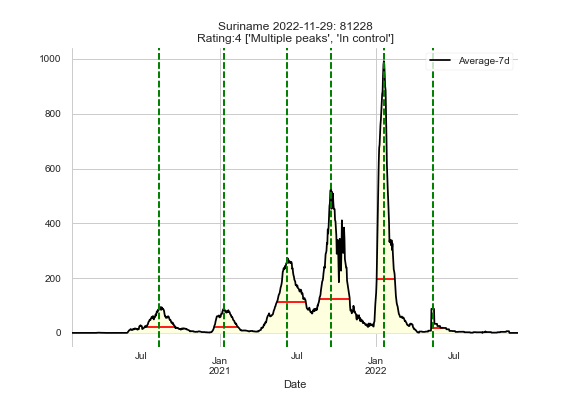 Suriname 2022-11-29: 81228
Rating:4 ['Multiple peaks', 'In control']
Average-7d
1000
800
600
400
200
0
Jul
Jan
2021
Jul
Jan
2022
Jul
Date